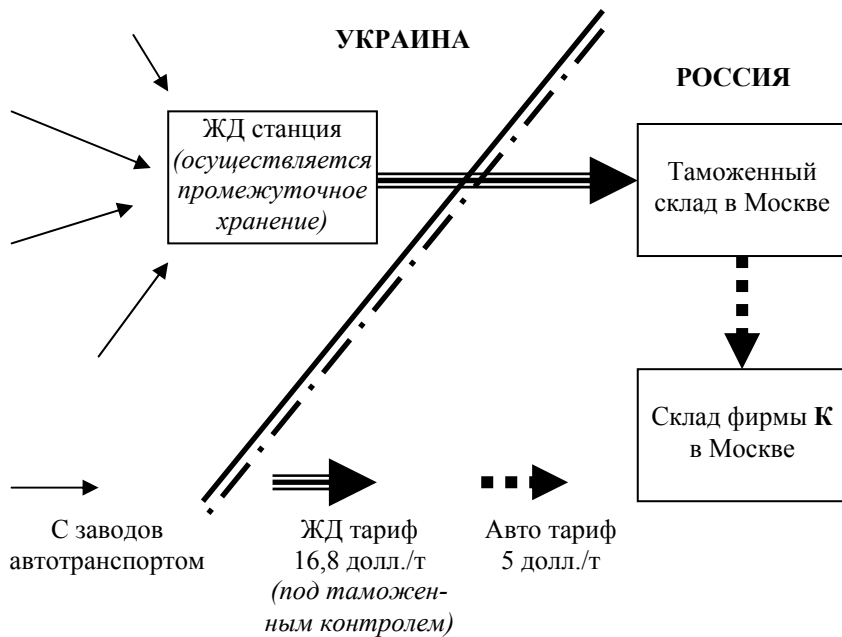 УКРАИНА
РОССИЯ
ЖД станция
(осуществляется
промежуточное
хранение)
Таможенный
склад в Москве
Склад фирмы К
в Москве
С заводов
автотранспортом
ЖД тариф
16,8 долл./т
(под таможен-
ным контролем)
Авто тариф
5 долл./т